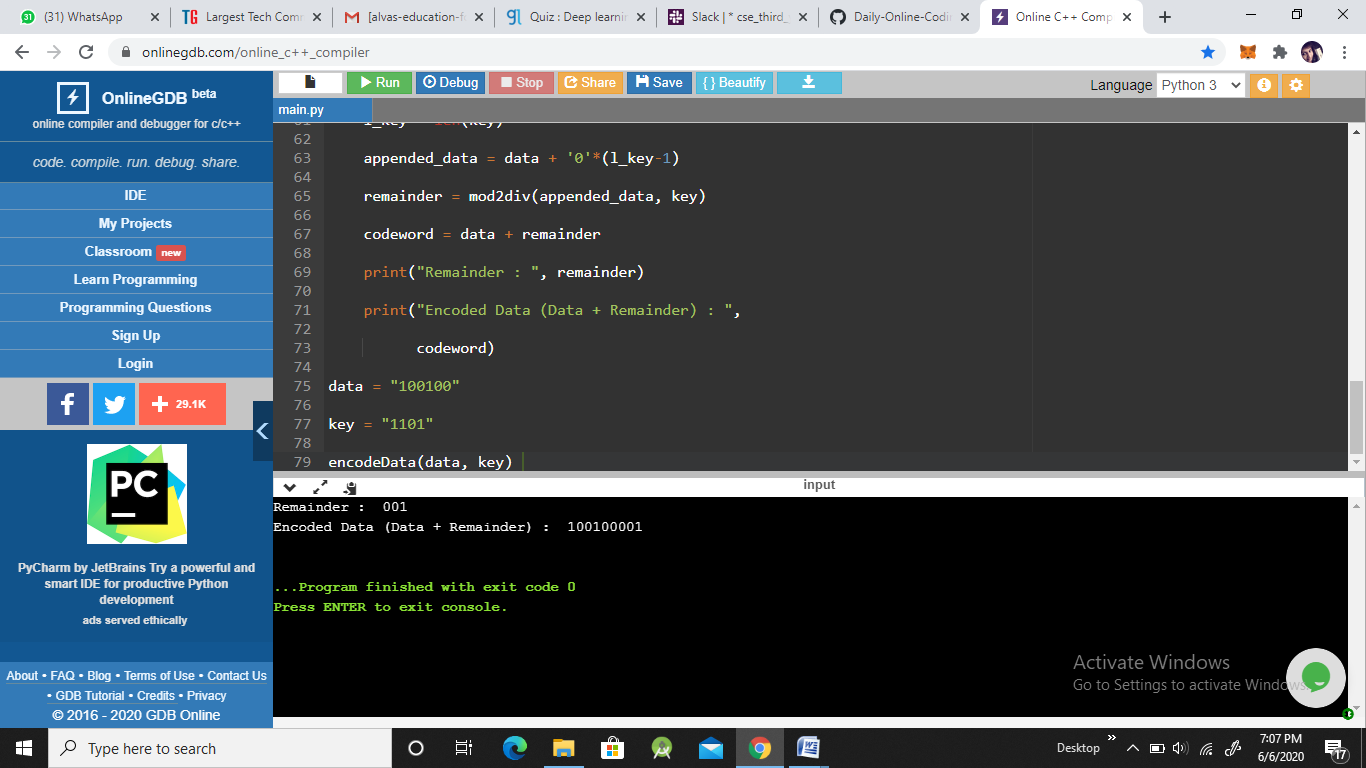 (31) WhatsApp
Largest Tech Comm
[alvas-education-f
Quiz : Deep learnin
Slack | * cse_third_
Daily-Online-Codi
Online C++ Comp
onlinegdb.com/online_c++_compiler
OnlineGDB beta
online compiler and debugger for c/c++
code. compile. run. debug. share.
IDE
My Projects
Classroom new
Learn Programming
Programming Questions
Sign Up
Login
29.1K
PC
PyCharm by JetBrains Try a powerful and
smart IDE for productive Python
development
ads served ethically
About • FAQ • Blog • Terms of Use • Contact Us
• GDB Tutorial • Credits • Privacy
© 2016 - 2020 GDB Online
Run Debug Stop Share Save { } Beautify
Language Python 3
main.py
61 l_key = len(key)
62
63 appended_data = data + '0'*(l_key-1)
64
65 remainder = mod2div(appended_data, key)
66
67 codeword = data + remainder
68
69 print("Remainder : ", remainder)
70
71 print("Encoded Data (Data + Remainder) : ",
72
73 codeword)
74
75 data = "100100"
76
77 key = "1101"
78
79 encodeData(data, key)
input
Remainder :  001
Encoded Data (Data + Remainder) :  100100001
...Program finished with exit code 0
Press ENTER to exit console.
Activate Windows
Go to Settings to activate Windows.
Type here to search
Desktop
7:07 PM
6/6/2020
17